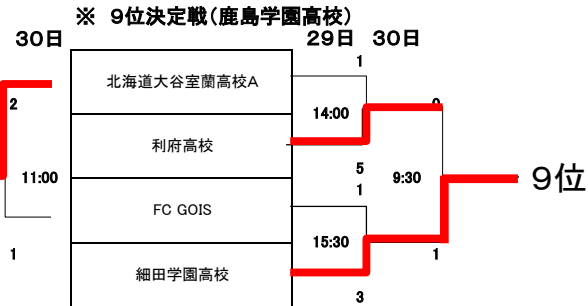 ※ 9位決定戦(鹿島学園高校)
30日 29日 30日
北海道大谷室蘭高校A 1
2 14:00 0
利府高校
11:00 5 9:30 9位
FC GOIS 1
1 15:30 1
細田学園高校
3